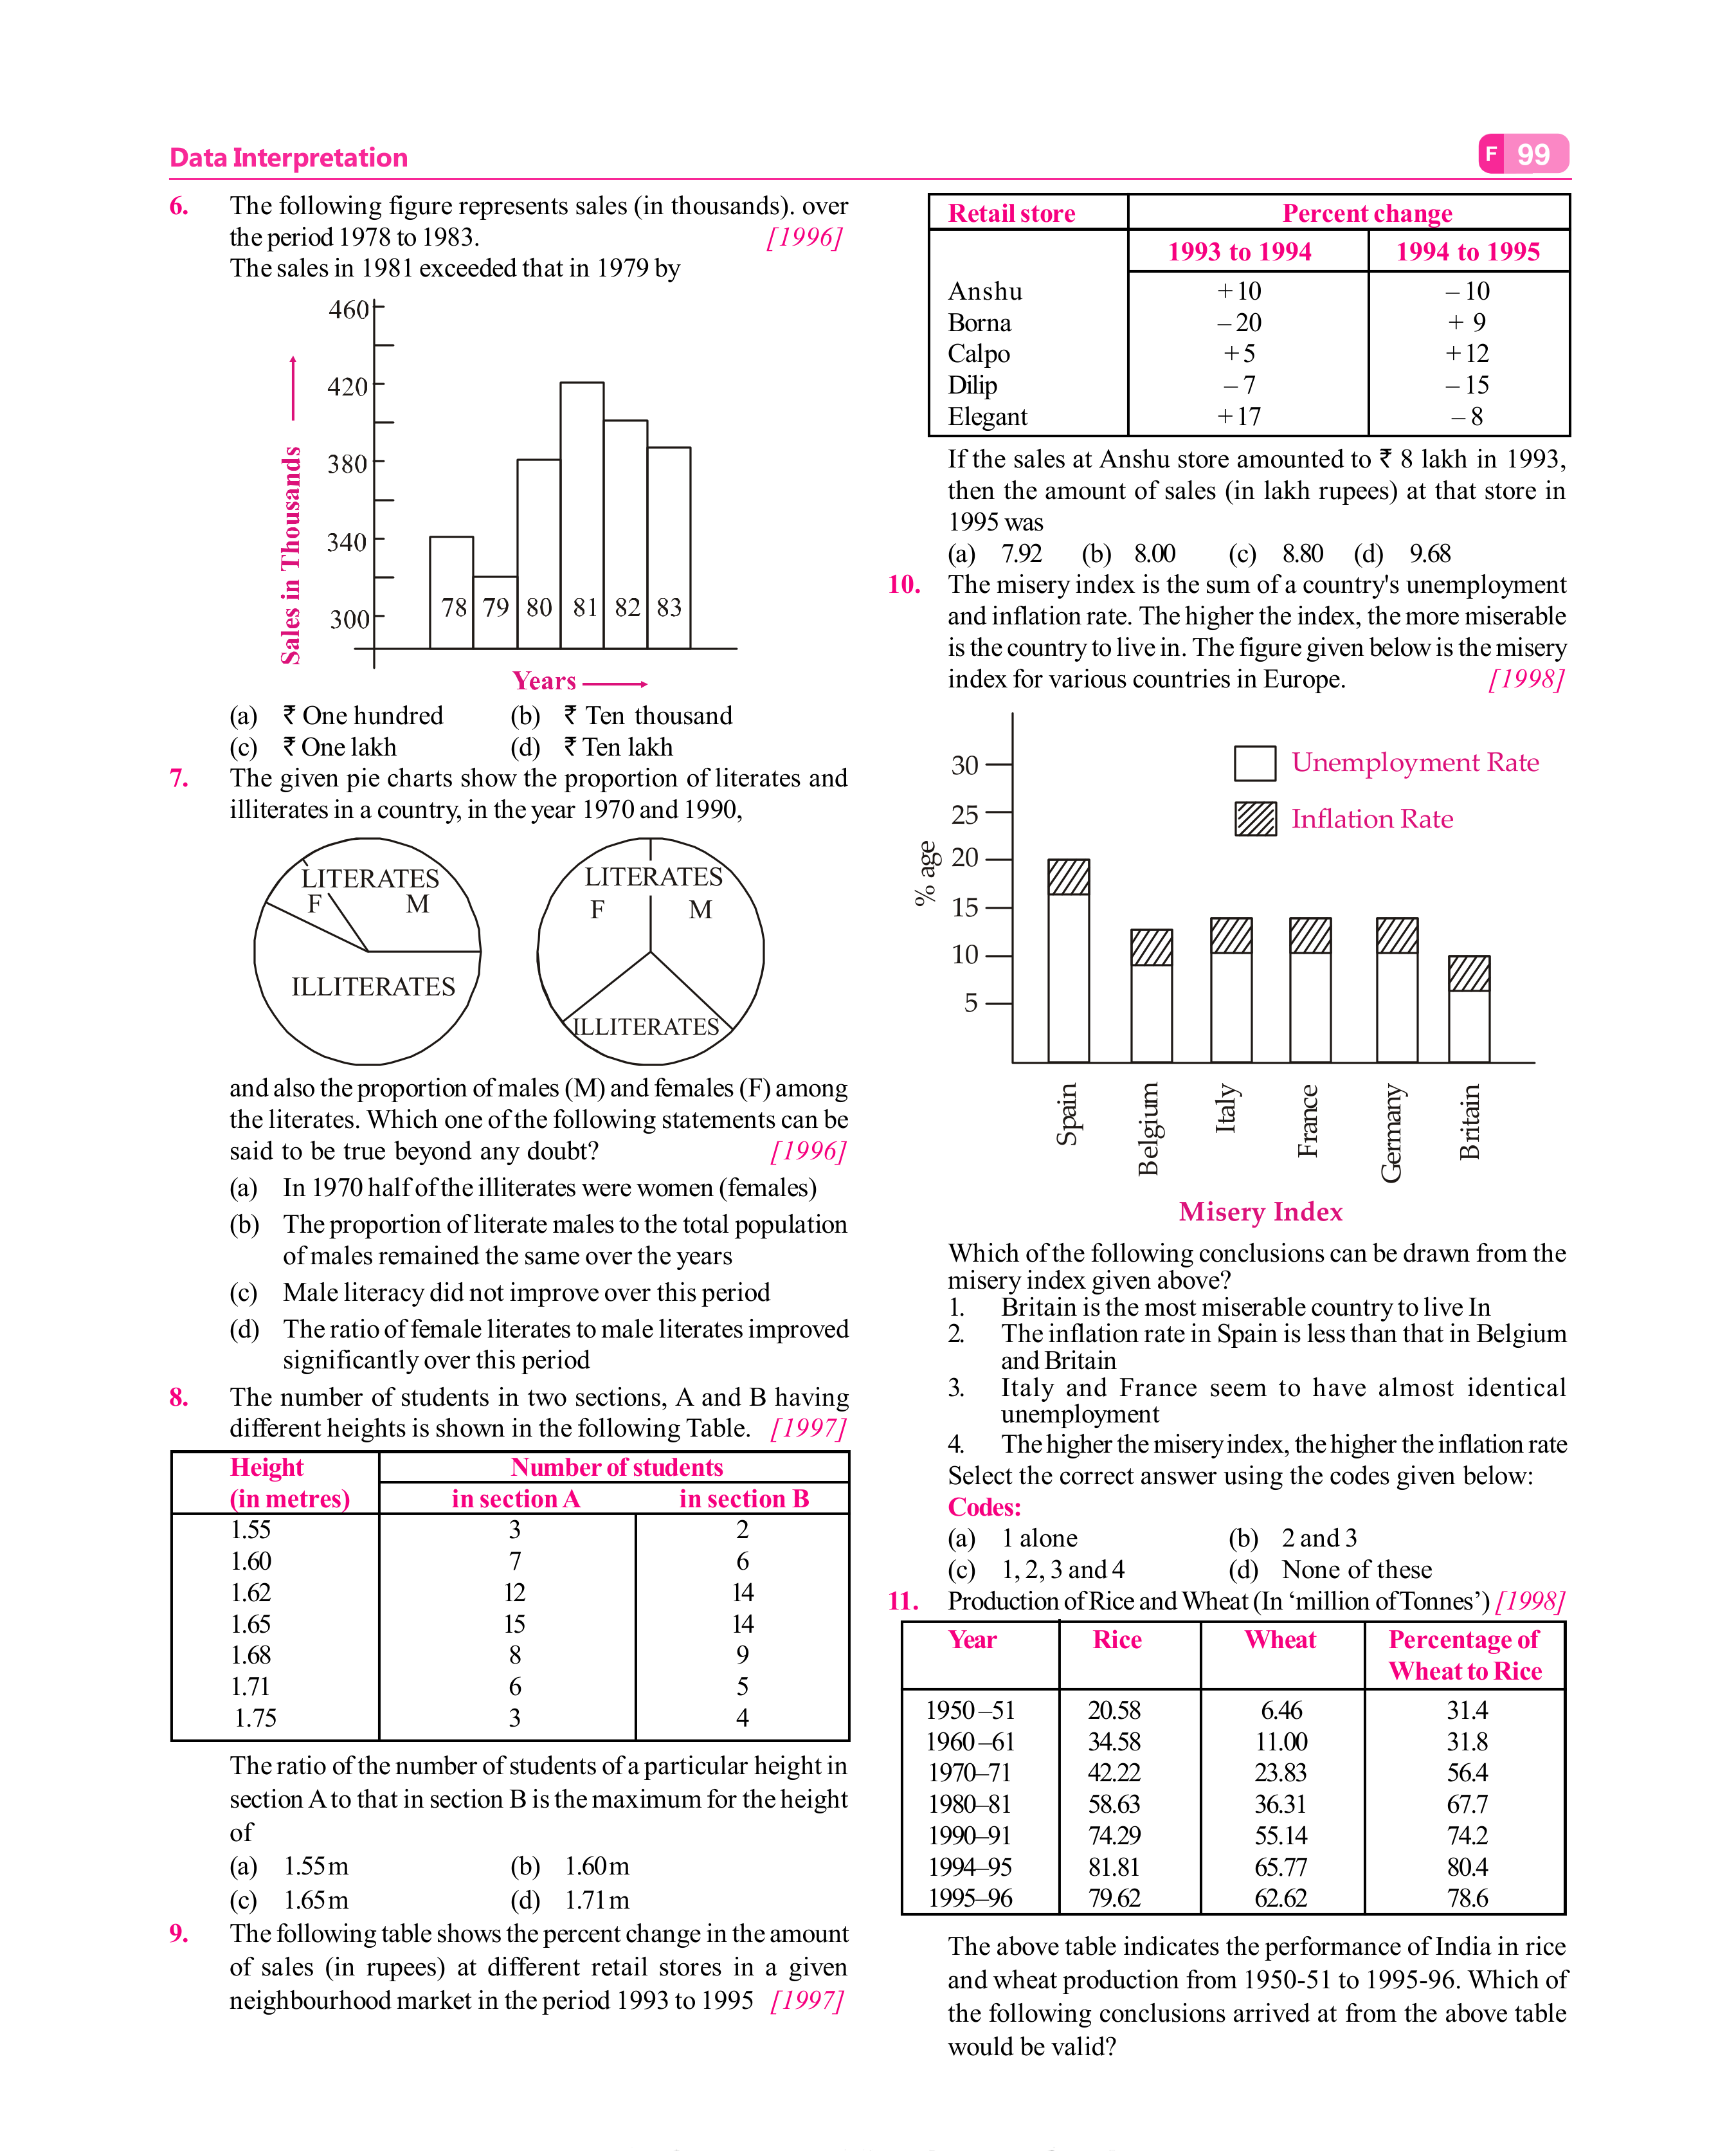 Data Interpretation
F 99
6. The following figure represents sales (in thousands). over
the period 1978 to 1983. [1996]
The sales in 1981 exceeded that in 1979 by
460
420
380
340
300
Sales in Thousands
78 79 80 81 82 83
Years
(a) ₹ One hundred (b) ₹ Ten thousand
(c) ₹ One lakh (d) ₹ Ten lakh
7. The given pie charts show the proportion of literates and
illiterates in a country, in the year 1970 and 1990,
LITERATES
F M
ILLITERATES
LITERATES
F M
ILLITERATES
and also the proportion of males (M) and females (F) among
the literates. Which one of the following statements can be
said to be true beyond any doubt? [1996]
(a) In 1970 half of the illiterates were women (females)
(b) The proportion of literate males to the total population
of males remained the same over the years
(c) Male literacy did not improve over this period
(d) The ratio of female literates to male literates improved
significantly over this period
8. The number of students in two sections, A and B having
different heights is shown in the following Table. [1997]
Height Number of students
(in metres) in section A in section B
1.55 3 2
1.60 7 6
1.62 12 14
1.65 15 14
1.68 8 9
1.71 6 5
1.75 3 4
The ratio of the number of students of a particular height in
section A to that in section B is the maximum for the height
of
(a) 1.55m (b) 1.60m
(c) 1.65m (d) 1.71m
9. The following table shows the percent change in the amount
of sales (in rupees) at different retail stores in a given
neighbourhood market in the period 1993 to 1995 [1997]
Retail store Percent change
1993 to 1994 1994 to 1995
Anshu +10 – 10
Borna – 20 + 9
Calpo +5 +12
Dilip – 7 – 15
Elegant +17 – 8
If the sales at Anshu store amounted to ₹ 8 lakh in 1993,
then the amount of sales (in lakh rupees) at that store in
1995 was
(a) 7.92 (b) 8.00 (c) 8.80 (d) 9.68
10. The misery index is the sum of a country's unemployment
and inflation rate. The higher the index, the more miserable
is the country to live in. The figure given below is the misery
index for various countries in Europe. [1998]
30
25
20
15
10
5
% age
Unemployment Rate
Inflation Rate
Spain
Belgium
Italy
France
Germany
Britain
Misery Index
Which of the following conclusions can be drawn from the
misery index given above?
1. Britain is the most miserable country to live In
2. The inflation rate in Spain is less than that in Belgium
and Britain
3. Italy and France seem to have almost identical
unemployment
4. The higher the misery index, the higher the inflation rate
Select the correct answer using the codes given below:
Codes:
(a) 1 alone (b) 2 and 3
(c) 1, 2, 3 and 4 (d) None of these
11. Production of Rice and Wheat (In ‘million of Tonnes’) [1998]
Year Rice Wheat Percentage of
Wheat to Rice
1950–51 20.58 6.46 31.4
1960–61 34.58 11.00 31.8
1970–71 42.22 23.83 56.4
1980–81 58.63 36.31 67.7
1990–91 74.29 55.14 74.2
1994–95 81.81 65.77 80.4
1995–96 79.62 62.62 78.6
The above table indicates the performance of India in rice
and wheat production from 1950-51 to 1995-96. Which of
the following conclusions arrived at from the above table
would be valid?